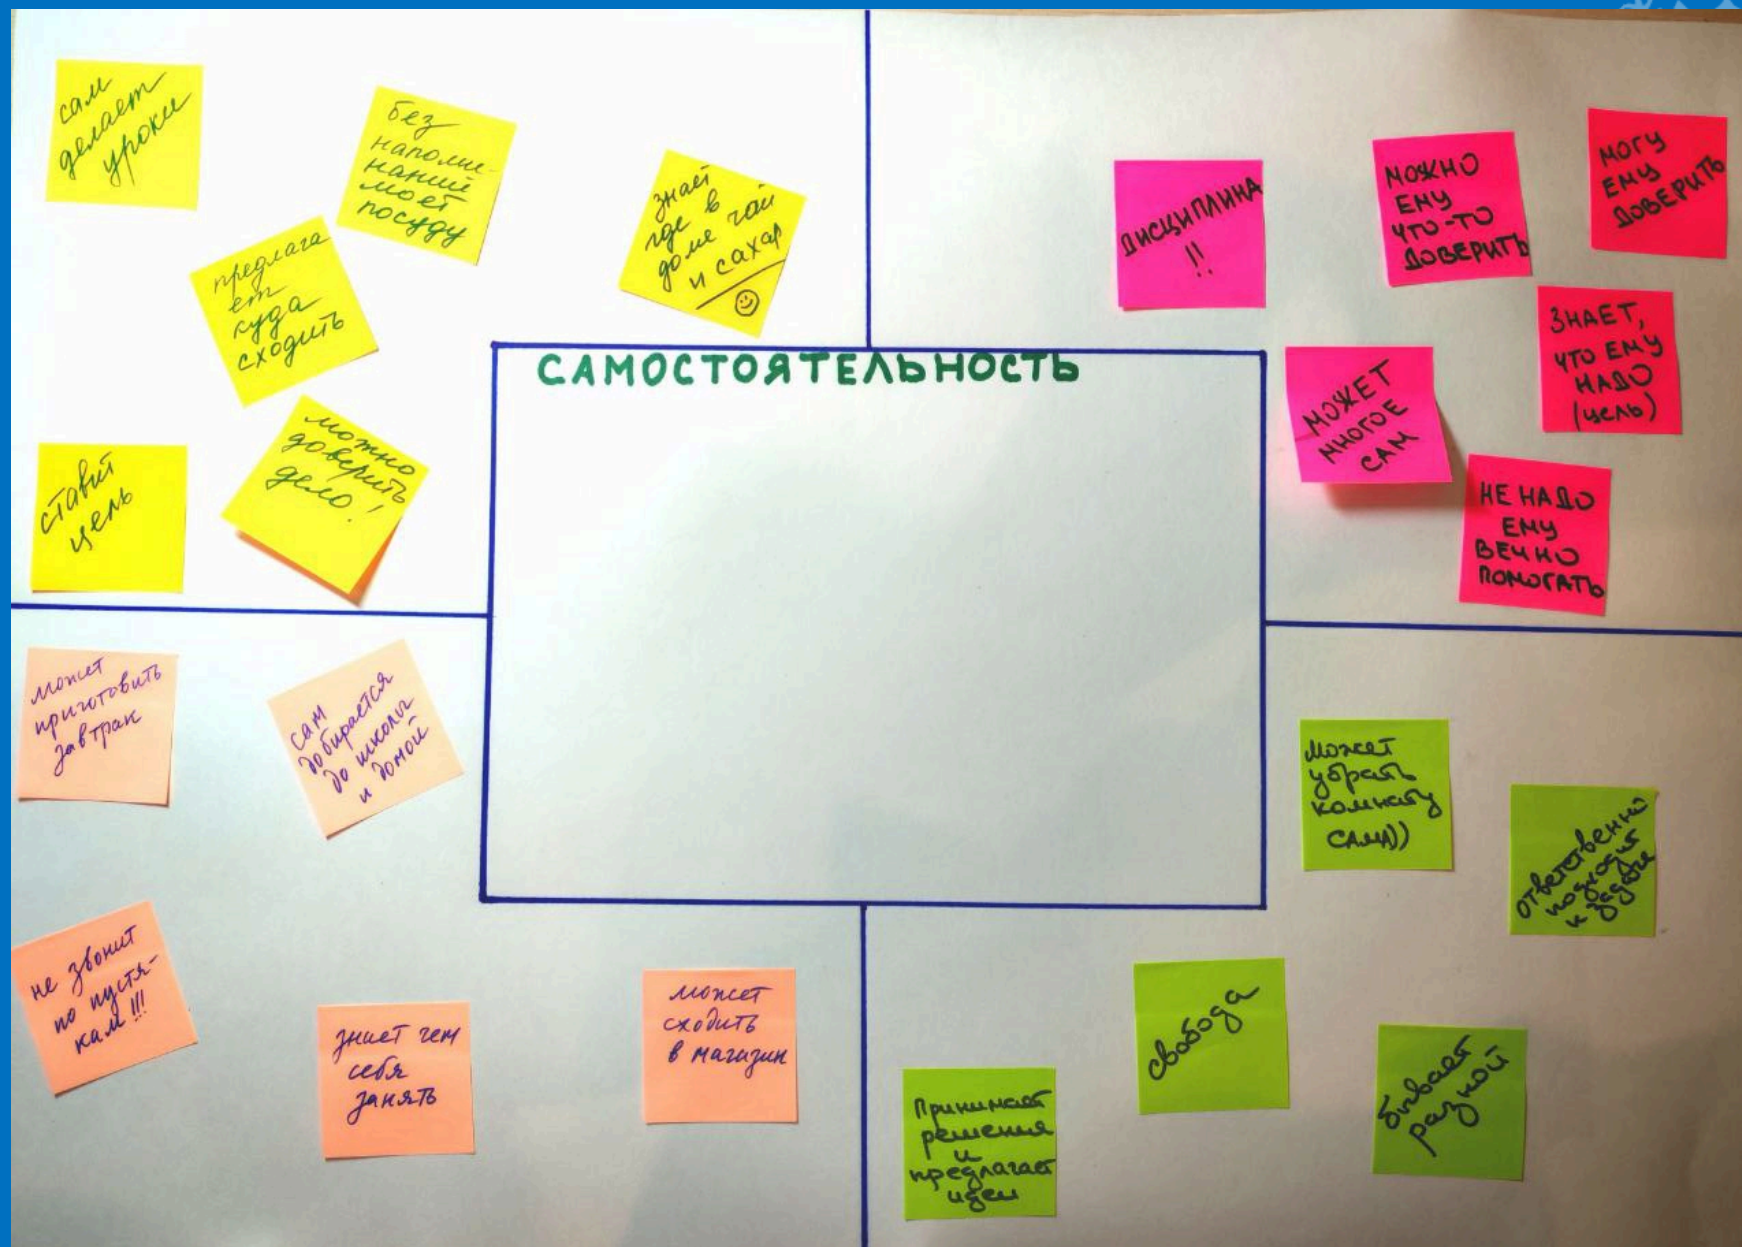 сам
делает
уроки
без
напоми-
наний
моет
посуду
знает
где в
доме чай
и сахар
предлага
ет
куда
сходить
ставит
цель
можно
доверить
дело!
ДИСЦИПЛИНА
!!
МОЖНО
ЕМУ
ЧТО-ТО
ДОВЕРИТЬ
МОГУ
ЕМУ
ДОВЕРИТЬ
ЗНАЕТ,
ЧТО ЕМУ
НАДО
(цель)
МОЖЕТ
МНОГОЕ
САМ
НЕ НАДО
ЕМУ
ВЕЧНО
ПОМОГАТЬ
САМОСТОЯТЕЛЬНОСТЬ
может
приготовить
завтрак
сам
добирается
до школы
и домой
не звонит
по пустя-
кам!!!
знает чем
себя
занять
может
сходить
в магазин
может
убрать
комнату
САМА))
ответственно
подходит
к задаче
свобода
Принимает
решения
и
предлагает
идеи
бывает
разной